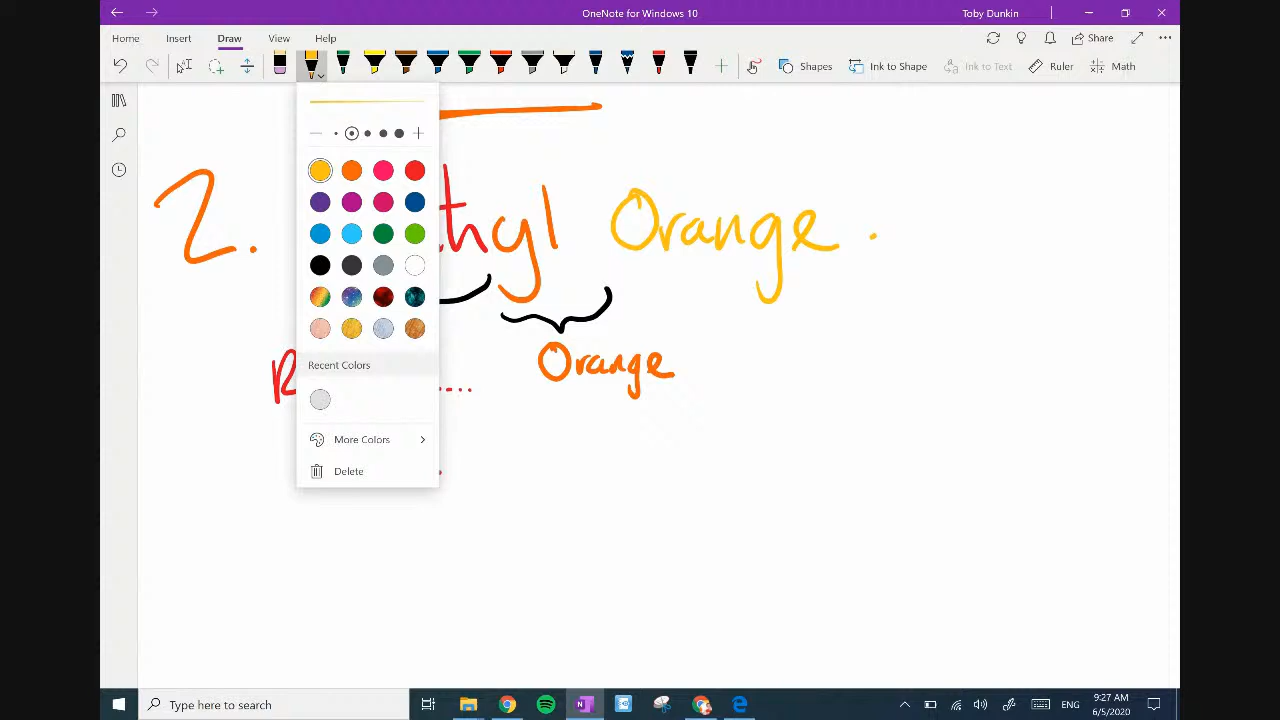 OneNote for Windows 10
Toby Dunkin
Home Insert Draw View Help
Share
Shapes Ink to Shape Ink to Text Ruler Math
2. hyl Orange.
Orange
R ....
Recent Colors
More Colors
Delete
Type here to search
ENG
9:27 AM
6/5/2020